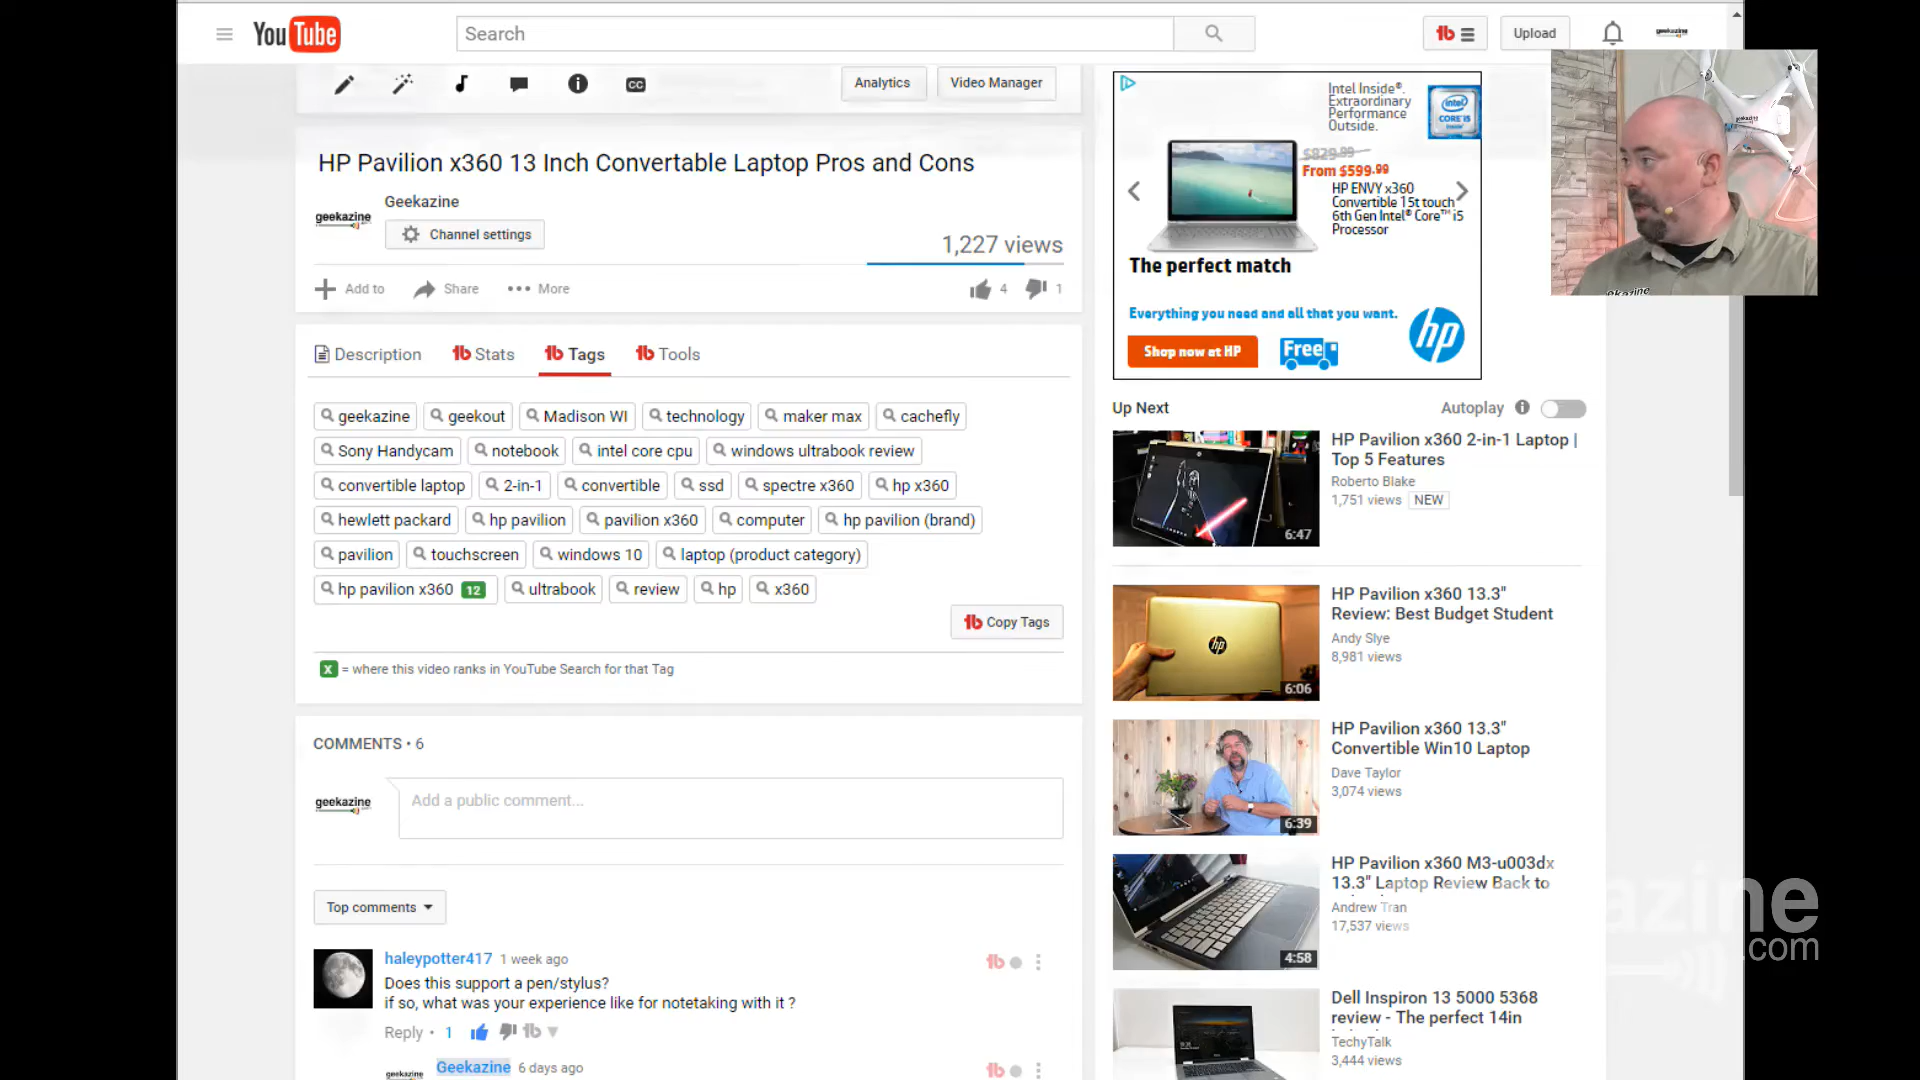 YouTube
Search
Upload
geekazine
Analytics
Video Manager
CC
HP Pavilion x360 13 Inch Convertable Laptop Pros and Cons
geekazine
Geekazine
Channel settings
1,227 views
Add to
Share
More
4
1
Description
Stats
Tags
Tools
geekazine
geekout
Madison WI
technology
maker max
cachefly
Sony Handycam
notebook
intel core cpu
windows ultrabook review
convertible laptop
2-in-1
convertible
ssd
spectre x360
hp x360
hewlett packard
hp pavilion
pavilion x360
computer
hp pavilion (brand)
pavilion
touchscreen
windows 10
laptop (product category)
hp pavilion x360 12
ultrabook
review
hp
x360
Copy Tags
x = where this video ranks in YouTube Search for that Tag
COMMENTS • 6
geekazine
Add a public comment...
Top comments
haleypotter417 1 week ago
Does this support a pen/stylus?
if so, what was your experience like for notetaking with it ?
Reply • 1
geekazine
Geekazine 6 days ago
Intel Inside®.
Extraordinary
Performance
Outside.
intel
CORE i5
inside
$829.99
From $599.99
HP ENVY x360
Convertible 15t touch
6th Gen Intel® Core™ i5
Processor
The perfect match
Everything you need and all that you want.
Shop now at HP
Free
hp
Up Next
Autoplay
HP Pavilion x360 2-in-1 Laptop |
Top 5 Features
Roberto Blake
1,751 views NEW
6:47
HP Pavilion x360 13.3"
Review: Best Budget Student
Andy Slye
8,981 views
hp
6:06
HP Pavilion x360 13.3"
Convertible Win10 Laptop
Dave Taylor
3,074 views
6:39
HP Pavilion x360 M3-u003dx
13.3" Laptop Review Back to
Andrew Tran
17,537 views
4:58
Dell Inspiron 13 5000 5368
review - The perfect 14in
TechyTalk
3,444 views
azine
.com